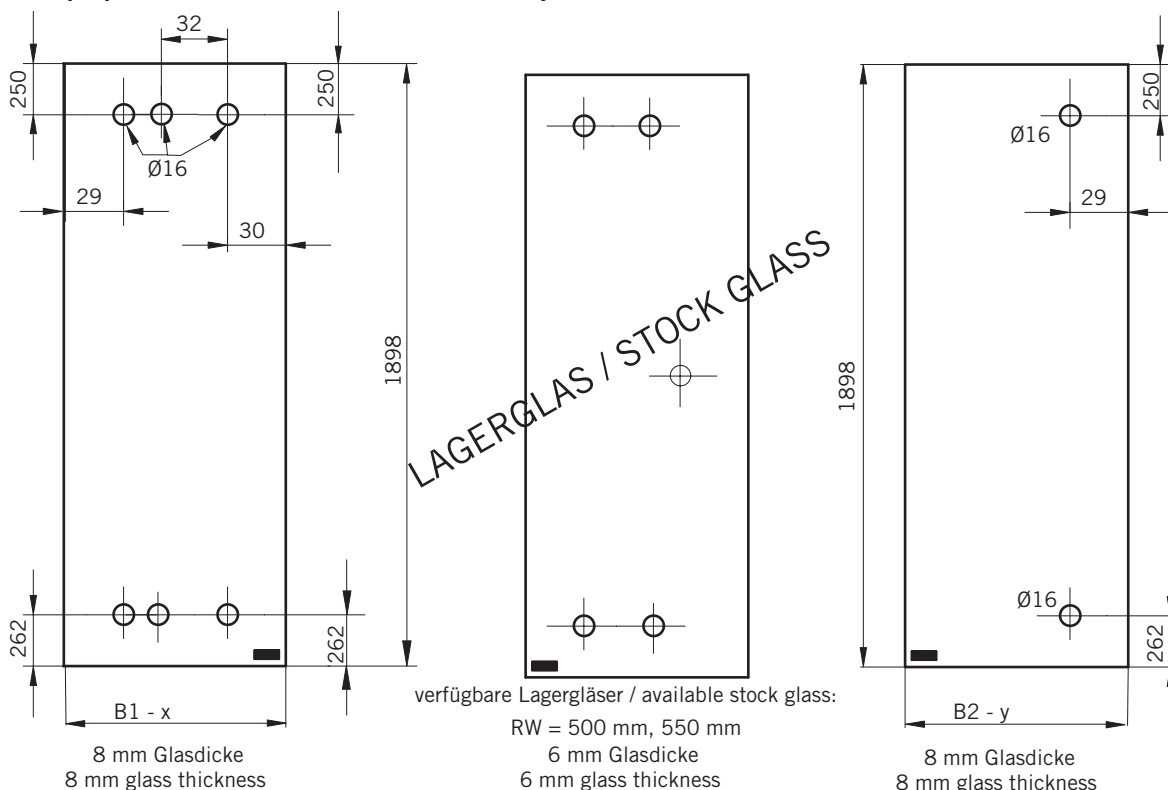 32
250
250
250
Ø16
Ø16
29
29
30
LAGERGLAS / STOCK GLASS
1898
1898
Ø16
262
262
262
B1 - x
verfügbare Lagergläser / available stock glass:
B2 - y
RW = 500 mm, 550 mm
8 mm Glasdicke
8 mm glass thickness
6 mm Glasdicke
6 mm glass thickness
8 mm Glasdicke
8 mm glass thickness